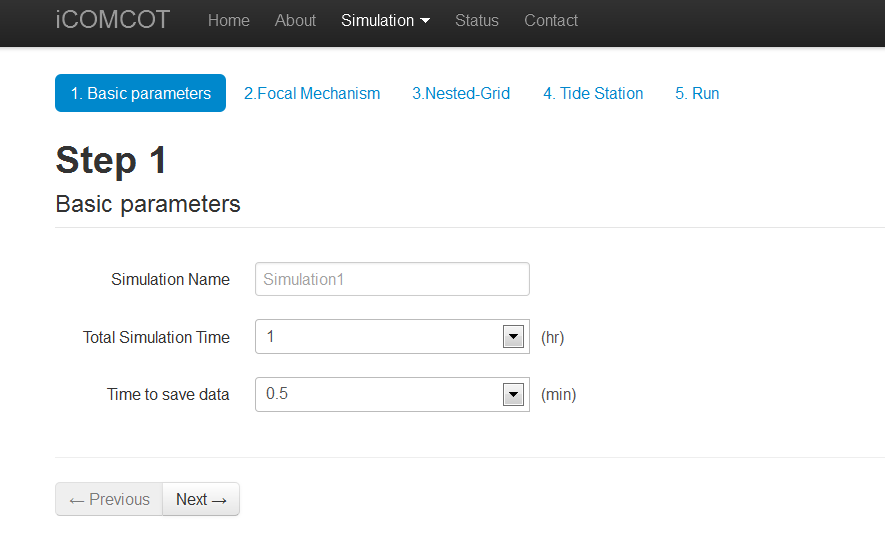 iCOMCOT Home About Simulation Status Contact
1. Basic parameters 2.Focal Mechanism 3.Nested-Grid 4. Tide Station 5. Run
Step 1
Basic parameters
Simulation Name Simulation1
Total Simulation Time 1 (hr)
Time to save data 0.5 (min)
← Previous Next →